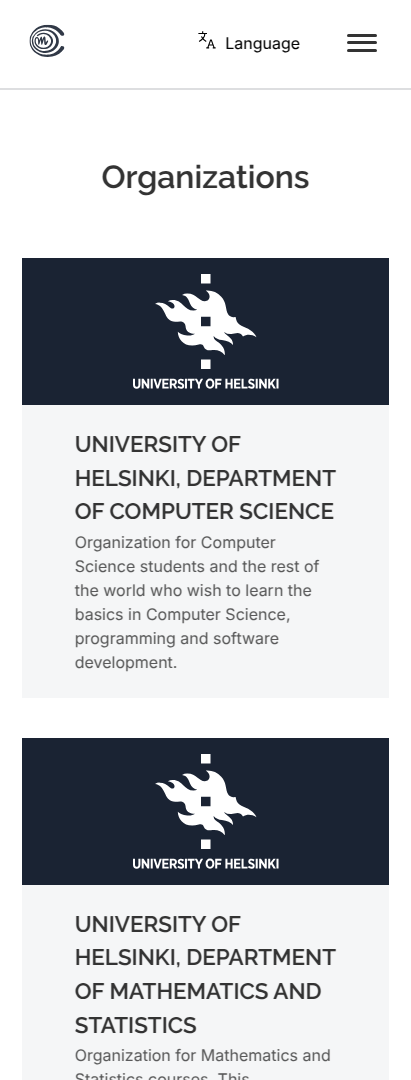 Language
Organizations
UNIVERSITY OF HELSINKI
UNIVERSITY OF
HELSINKI, DEPARTMENT
OF COMPUTER SCIENCE
Organization for Computer
Science students and the rest of
the world who wish to learn the
basics in Computer Science,
programming and software
development.
UNIVERSITY OF HELSINKI
UNIVERSITY OF
HELSINKI, DEPARTMENT
OF MATHEMATICS AND
STATISTICS
Organization for Mathematics and
Statistics courses. This